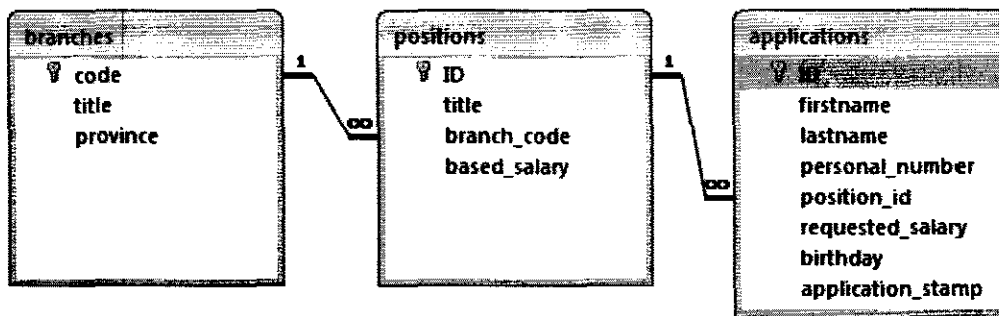 branches
code
title
province
1
∞
positions
ID
title
branch_code
based_salary
1
∞
applications
ID
firstname
lastname
personal_number
position_id
requested_salary
birthday
application_stamp